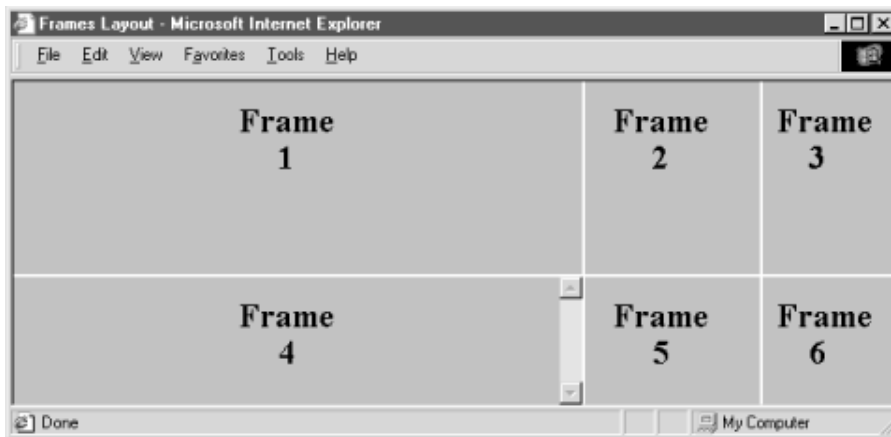 Frames Layout - Microsoft Internet Explorer
File Edit View Favorites Tools Help
Frame
1
Frame
2
Frame
3
Frame
4
Frame
5
Frame
6
Done
My Computer